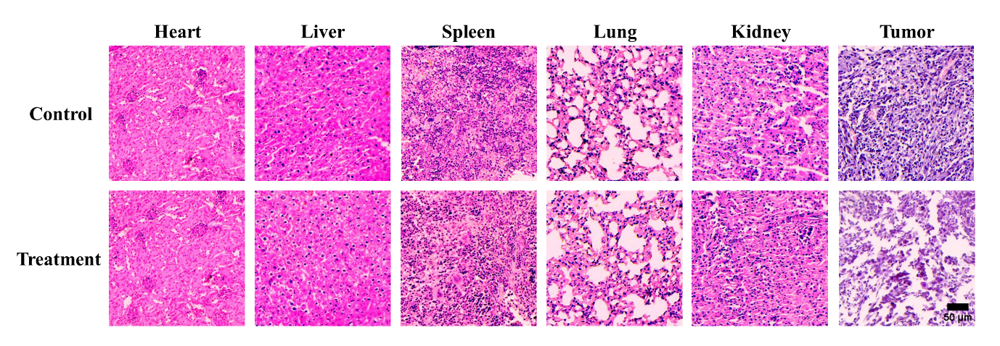 Heart Liver Spleen Lung Kidney Tumor
Control
Treatment
50 μm